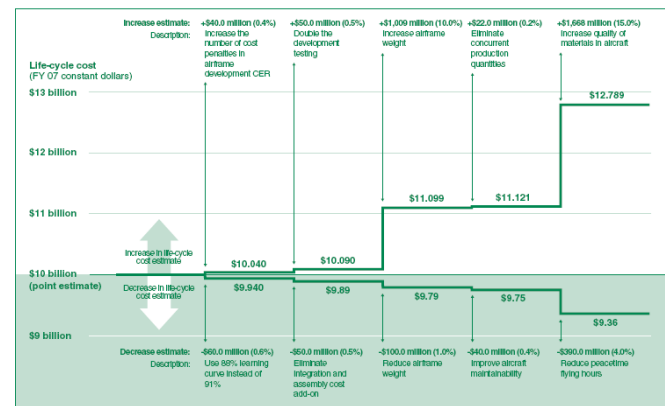 Increase estimate: +$40.0 million (0.4%) +$50.0 million (0.5%) +$1,009 million (10.0%) +$22.0 million (0.2%) +$1,668 million (15.0%)
Description: Increase the number of cost penalties in airframe development CER
Double the development testing
Increase airframe weight
Eliminate concurrent production quantities
Increase quality of materials in aircraft
Life-cycle cost
(FY 07 constant dollars)
$13 billion
$12.789
$12 billion
$11 billion
$11.099
$11.121
Increase in life-cycle
cost estimate
$10.040
$10.090
$10 billion
(point estimate)
Decrease in life-cycle
cost estimate
$9.940
$9.89
$9.79
$9.75
$9.36
$9 billion
Decrease estimate: -$60.0 million (0.6%) -$50.0 million (0.5%) -$100.0 million (1.0%) -$40.0 million (0.4%) -$390.0 million (4.0%)
Description: Use 88% learning curve instead of 91%
Eliminate integration and assembly cost add-on
Reduce airframe weight
Improve aircraft maintainability
Reduce peacetime flying hours